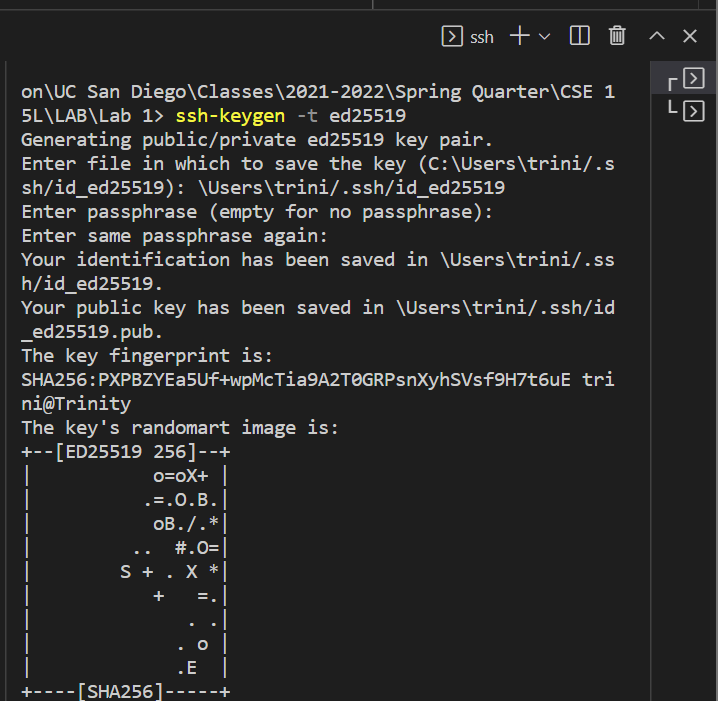 ssh
on\UC San Diego\Classes\2021-2022\Spring Quarter\CSE 1
5L\LAB\Lab 1> ssh-keygen -t ed25519
Generating public/private ed25519 key pair.
Enter file in which to save the key (C:\Users\trini/.s
sh/id_ed25519): \Users\trini/.ssh/id_ed25519
Enter passphrase (empty for no passphrase):
Enter same passphrase again:
Your identification has been saved in \Users\trini/.ss
h/id_ed25519.
Your public key has been saved in \Users\trini/.ssh/id
_ed25519.pub.
The key fingerprint is:
SHA256:PXPBZYEa5Uf+wpMcTia9A2T0GRPsnXyhSVsf9H7t6uE tri
ni@Trinity
The key's randomart image is:
+--[ED25519 256]--+
|            o=oX+ |
|           .=.O.B.|
|            oB./.*|
|          ..  #.O=|
|         S + . X *|
|            +   =.|
|               . .|
|              . o |
|              .E  |
+----[SHA256]-----+